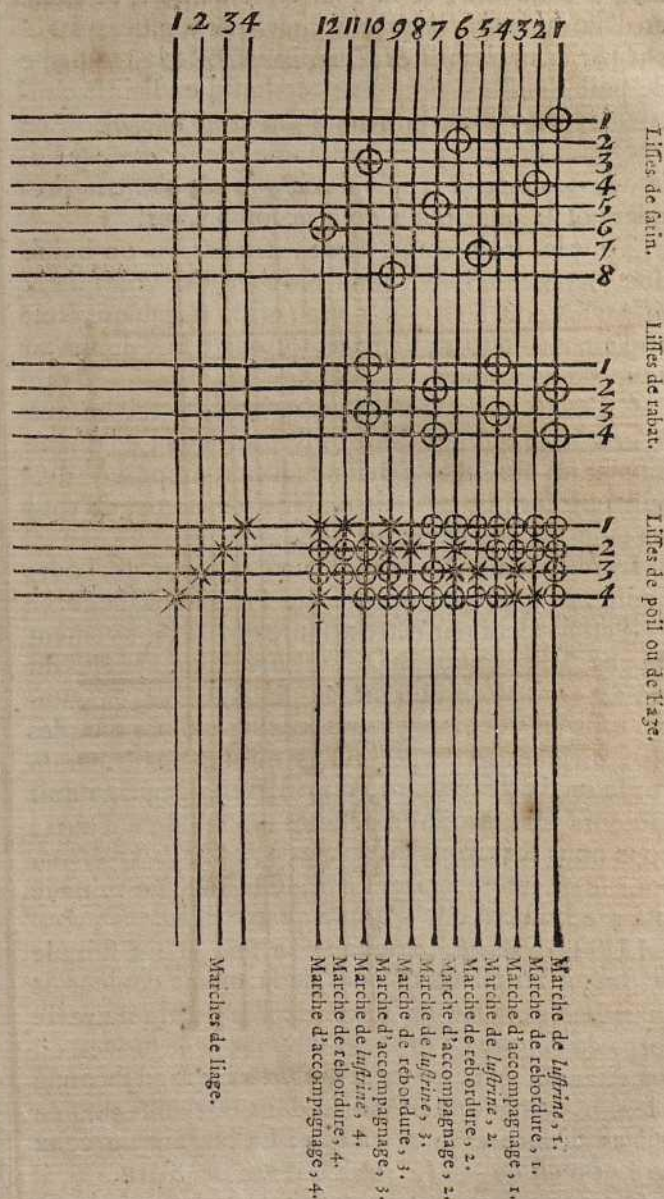 1 2 3 4 12 11 10 9 8 7 6 5 4 3 2 1
1
2
3
4
5
6
7
8
Liſſes de ſatin.
1
2
3
4
Liſſes de rabat.
1
2
3
4
Liſſes de poil ou de liage.
Marche de luſtrine, 1.
Marche de rebordure, 1.
Marche d'accompagnage, 1.
Marche de luſtrine, 2.
Marche de rebordure, 2.
Marche d'accompagnage, 2.
Marche de luſtrine, 3.
Marche de rebordure, 3.
Marche d'accompagnage, 3.
Marche de luſtrine, 4.
Marche de rebordure, 4.
Marche d'accompagnage, 4.
Marches de liage.